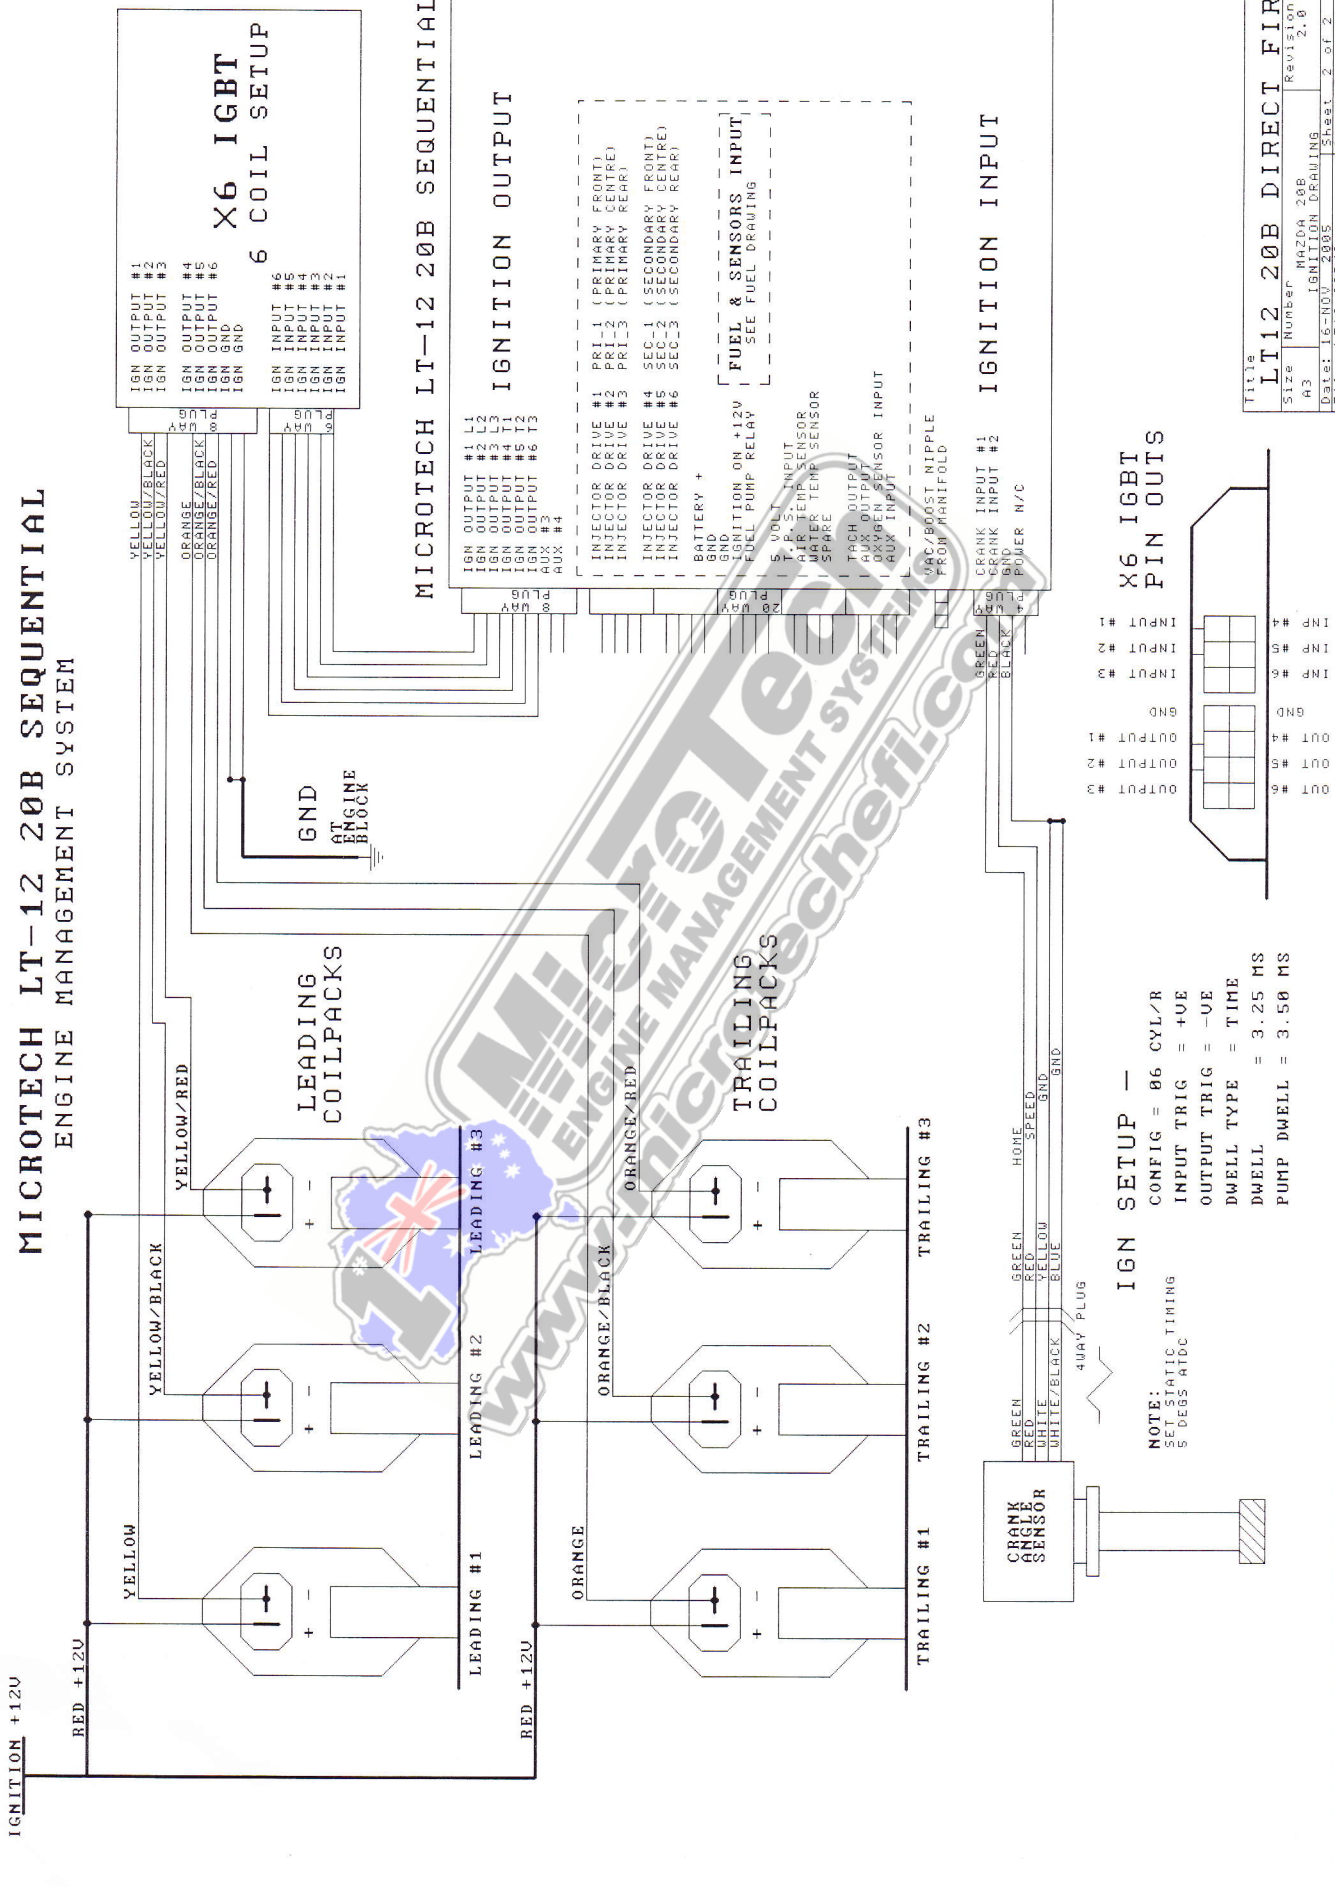 MICROTECH LT-12 20B SEQUENTIAL
ENGINE MANAGEMENT SYSTEM
IGNITION +12V
RED +12V
YELLOW
YELLOW/BLACK
YELLOW/RED
LEADING #1
LEADING #2
LEADING #3
LEADING
COILPACKS
+ -
+ -
+ -
RED +12V
ORANGE
ORANGE/BLACK
ORANGE/RED
TRAILING #1
TRAILING #2
TRAILING #3
TRAILING
COILPACKS
+ -
+ -
+ -
GND
AT
ENGINE
BLOCK
YELLOW
YELLOW/BLACK
YELLOW/RED
ORANGE
ORANGE/BLACK
ORANGE/RED
8 WAY
PLUG
6 WAY
PLUG
IGN OUTPUT #1
IGN OUTPUT #2
IGN OUTPUT #3
IGN OUTPUT #4
IGN OUTPUT #5
IGN OUTPUT #6
IGN GND
IGN GND
IGN INPUT #6
IGN INPUT #5
IGN INPUT #4
IGN INPUT #3
IGN INPUT #2
IGN INPUT #1
X6 IGBT
6 COIL SETUP
MICROTECH LT-12 20B SEQUENTIAL
IGN OUTPUT #1 L1
IGN OUTPUT #2 L2
IGN OUTPUT #3 L3
IGN OUTPUT #4 T1
IGN OUTPUT #5 T2
IGN OUTPUT #6 T3
AUX #3
AUX #4
8 WAY
PLUG
IGNITION OUTPUT
INJECTOR DRIVE #1 PRI_1 (PRIMARY FRONT)
INJECTOR DRIVE #2 PRI_2 (PRIMARY CENTRE)
INJECTOR DRIVE #3 PRI_3 (PRIMARY REAR)
INJECTOR DRIVE #4 SEC-1 (SECONDARY FRONT)
INJECTOR DRIVE #5 SEC_2 (SECONDARY CENTRE)
INJECTOR DRIVE #6 SEC_3 (SECONDARY REAR)
BATTERY +
GND
GND
IGNITION ON +12V
FUEL PUMP RELAY
FUEL & SENSORS INPUT
SEE FUEL DRAWING
20 WAY
PLUG
5 VOLT
T.P.S. INPUT
AIR TEMP SENSOR
WATER TEMP SENSOR
SPARE
TACH OUTPUT
AUX OUTPUT
OXYGEN SENSOR INPUT
AUX INPUT
VAC/BOOST NIPPLE
FROM MANIFOLD
GREEN
RED
BLACK
4 WAY
PLUG
CRANK INPUT #1
CRANK INPUT #2
GND
POWER N/C
IGNITION INPUT
CRANK
ANGLE
SENSOR
GREEN
RED
WHITE
WHITE/BLACK
4WAY PLUG
GREEN HOME
RED SPEED
YELLOW GND
BLUE GND
IGN SETUP -
CONFIG = 06 CYL/R
INPUT TRIG = +VE
OUTPUT TRIG = -VE
DWELL TYPE = TIME
DWELL = 3.25 MS
PUMP DWELL = 3.50 MS
NOTE:
SET STATIC TIMING
5 DEGS ATDC
X6 IGBT
PIN OUTS
INPUT #1
INPUT #2
INPUT #3
GND
OUTPUT #1
OUTPUT #2
OUTPUT #3
INP #4
INP #5
INP #6
GND
OUT #4
OUT #5
OUT #6
Title
LT12 20B DIRECT FIR
Size
A3
Number
MAZDA 20B
IGNITION DRAWING
Revision
2.0
Date: 16-NOV 2005
Sheet 2 of 2
MicroTech
ENGINE MANAGEMENT SYSTEMS
www.microtechefi.com
1